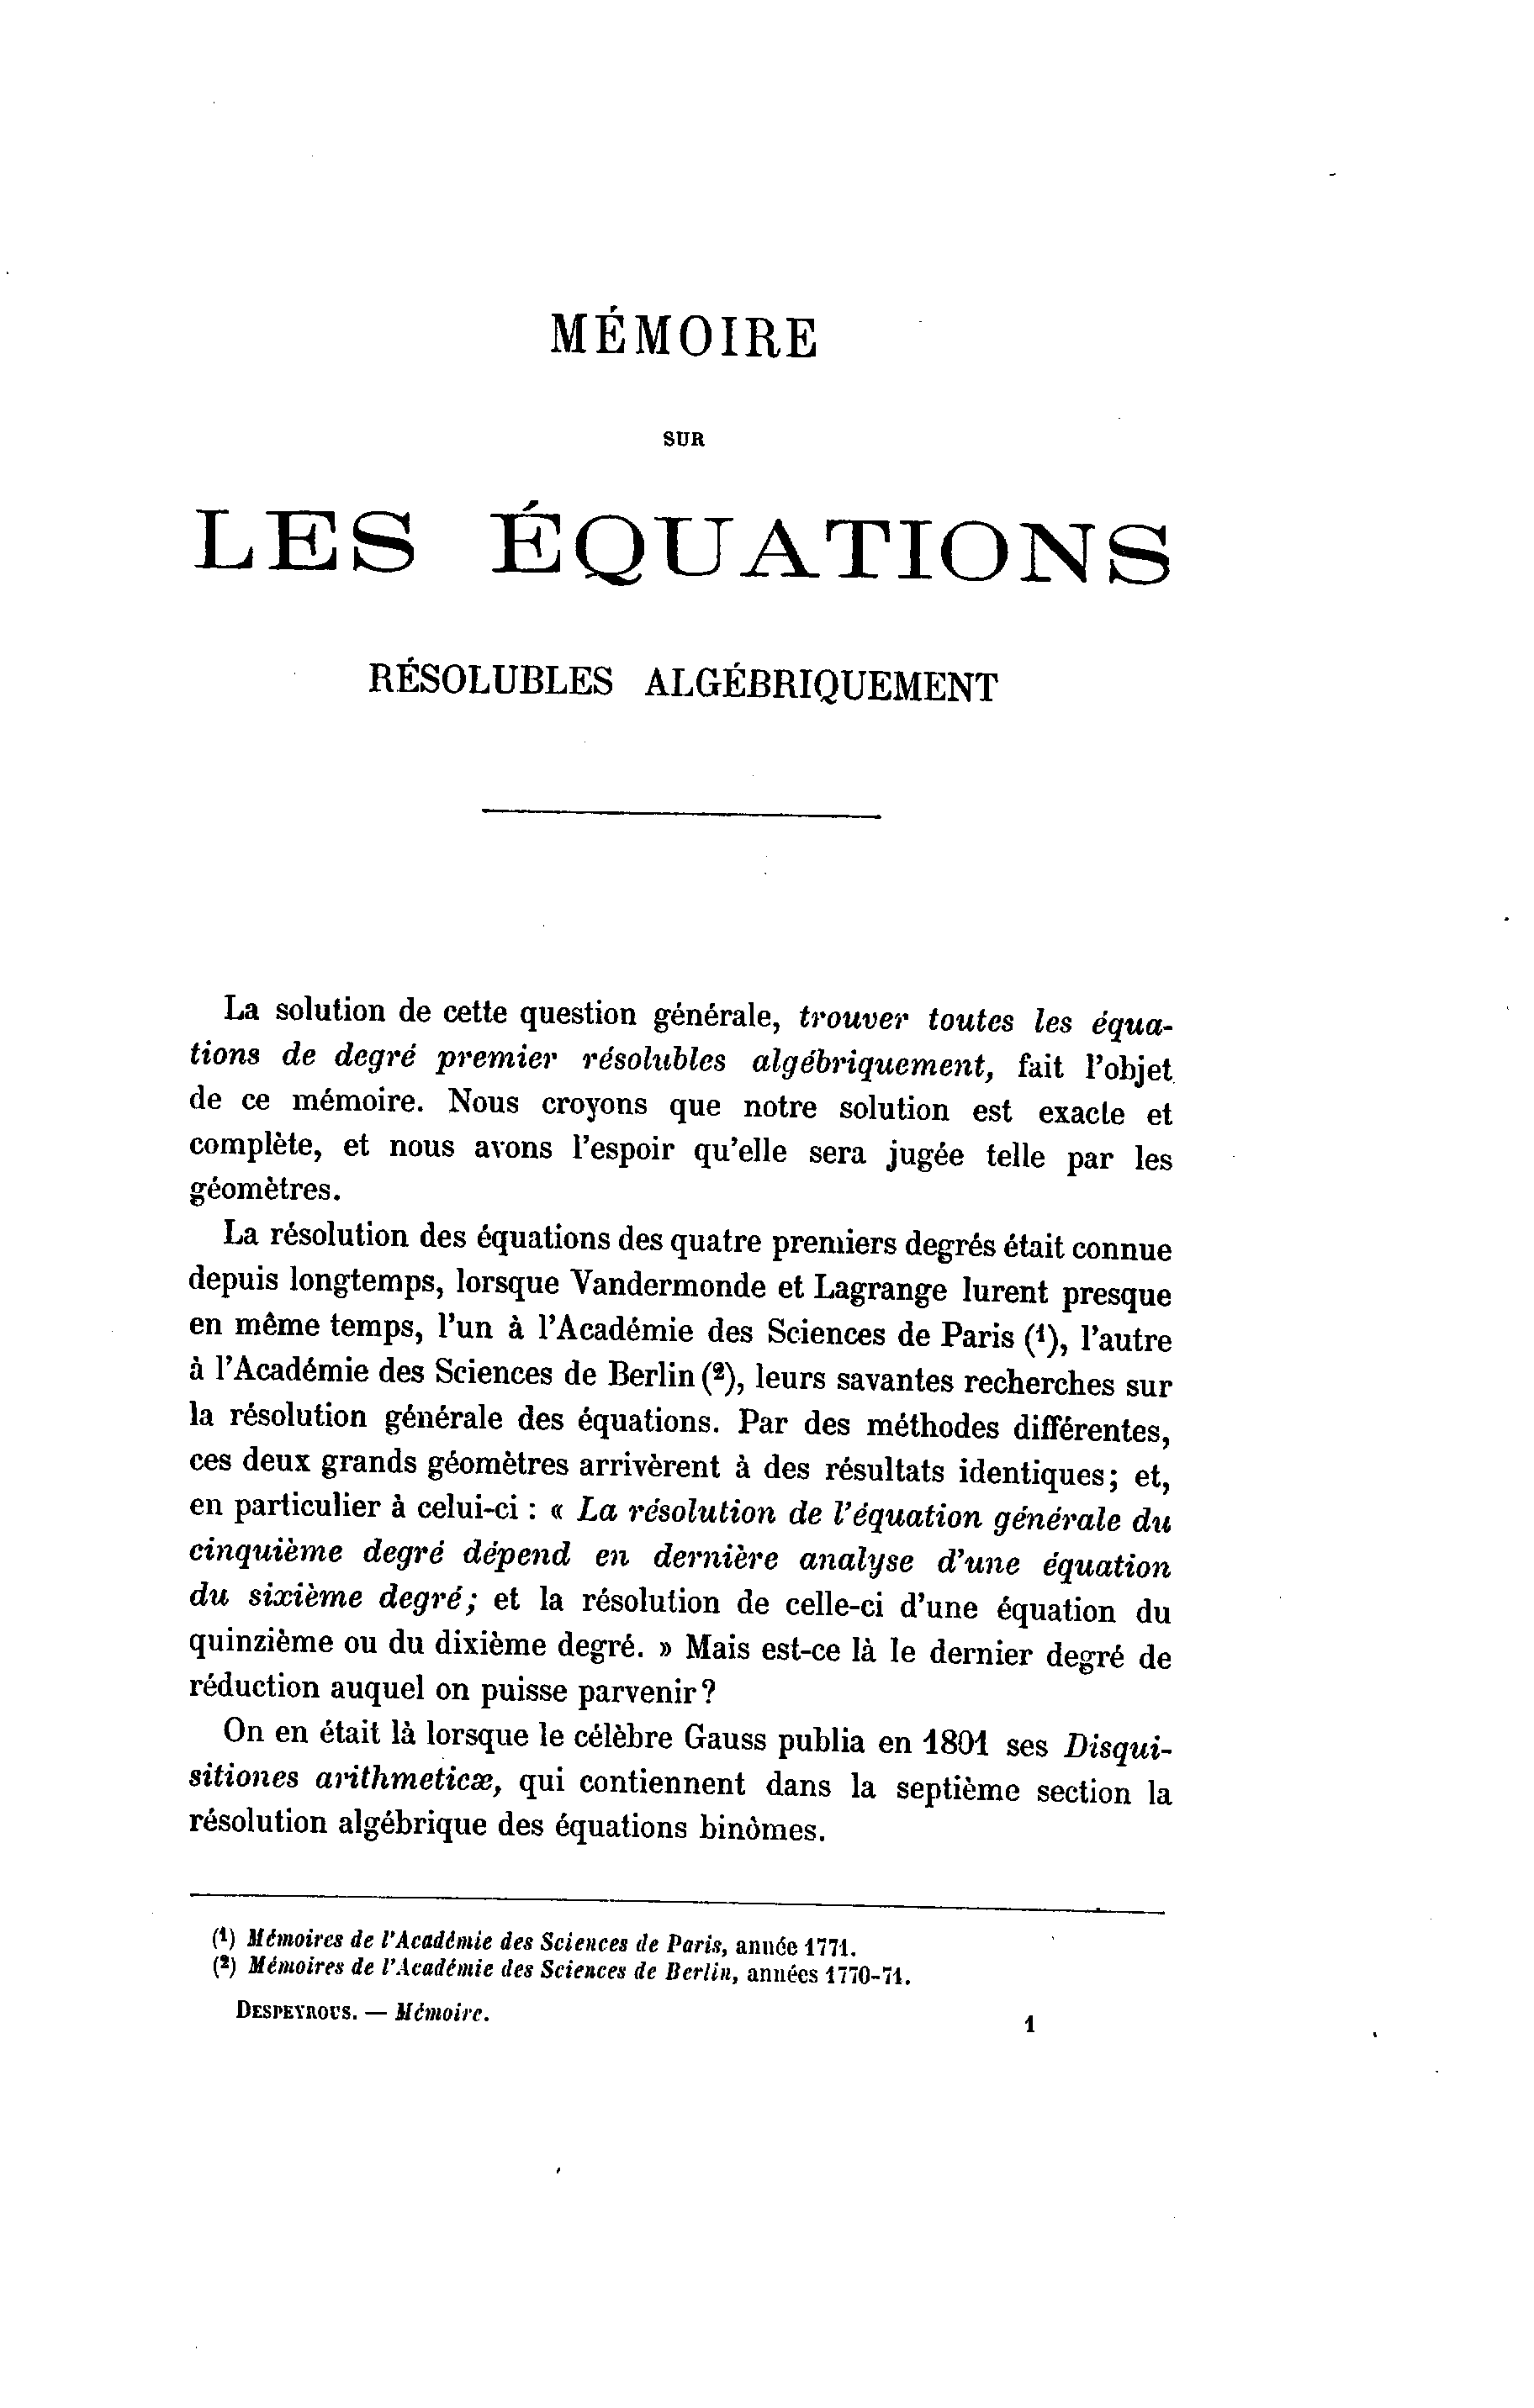 MÉMOIRE
SUR
LES ÉQUATIONS
RÉSOLUBLES ALGÉBRIQUEMENT
La solution de cette question générale, trouver toutes les équa-
tions de degré premier résolubles algébriquement, fait l'objet
de ce mémoire. Nous croyons que notre solution est exacte et
complète, et nous avons l'espoir qu'elle sera jugée telle par les
géomètres.
La résolution des équations des quatre premiers degrés était connue
depuis longtemps, lorsque Vandermonde et Lagrange lurent presque
en même temps, l'un à l'Académie des Sciences de Paris (1), l'autre
à l'Académie des Sciences de Berlin (2), leurs savantes recherches sur
la résolution générale des équations. Par des méthodes différentes,
ces deux grands géomètres arrivèrent à des résultats identiques; et,
en particulier à celui-ci : « La résolution de l'équation générale du
cinquième degré dépend en dernière analyse d'une équation
du sixième degré; et la résolution de celle-ci d'une équation du
quinzième ou du dixième degré. » Mais est-ce là le dernier degré de
réduction auquel on puisse parvenir?
On en était là lorsque le célèbre Gauss publia en 1801 ses Disqui-
sitiones arithmeticæ, qui contiennent dans la septième section la
résolution algébrique des équations binômes.
(1) Mémoires de l'Académie des Sciences de Paris, année 1771.
(2) Mémoires de l'Académie des Sciences de Berlin, années 1770-71.
DESPEYROUS. — Mémoire. 1